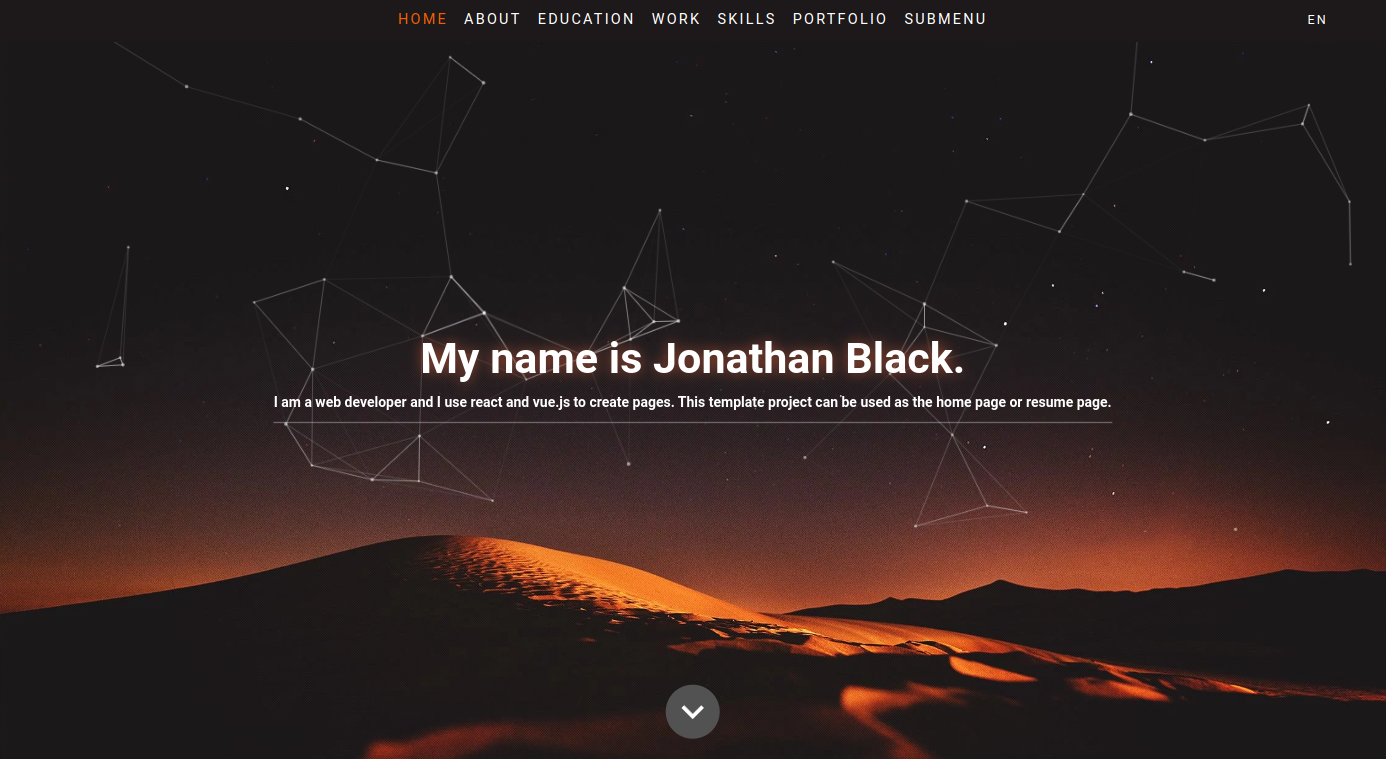 HOME ABOUT EDUCATION WORK SKILLS PORTFOLIO SUBMENU EN
My name is Jonathan Black.
I am a web developer and I use react and vue.js to create pages. This template project can be used as the home page or resume page.